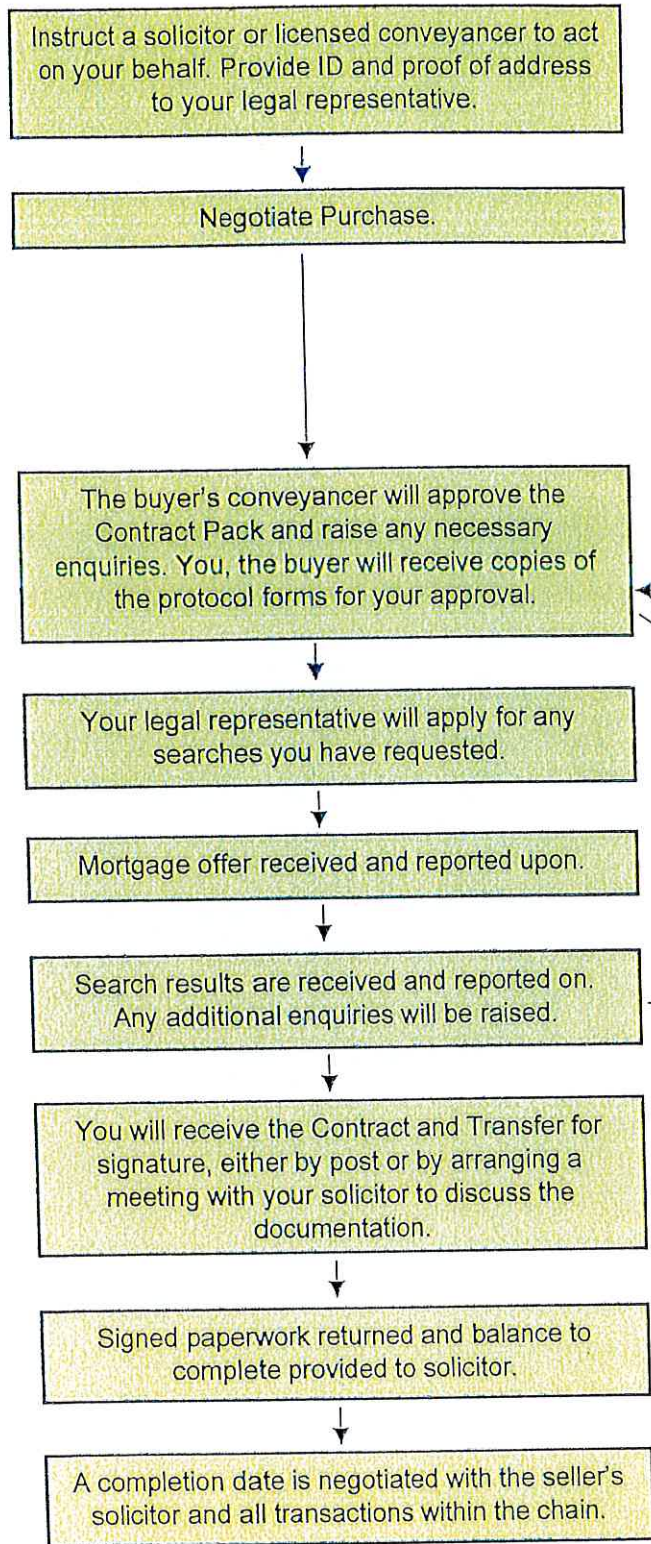 Instruct a solicitor or licensed conveyancer to act
on your behalf. Provide ID and proof of address
to your legal representative.
Negotiate Purchase.
The buyer's conveyancer will approve the
Contract Pack and raise any necessary
enquiries. You, the buyer will receive copies of
the protocol forms for your approval.
Your legal representative will apply for any
searches you have requested.
Mortgage offer received and reported upon.
Search results are received and reported on.
Any additional enquiries will be raised.
You will receive the Contract and Transfer for
signature, either by post or by arranging a
meeting with your solicitor to discuss the
documentation.
Signed paperwork returned and balance to
complete provided to solicitor.
A completion date is negotiated with the seller's
solicitor and all transactions within the chain.